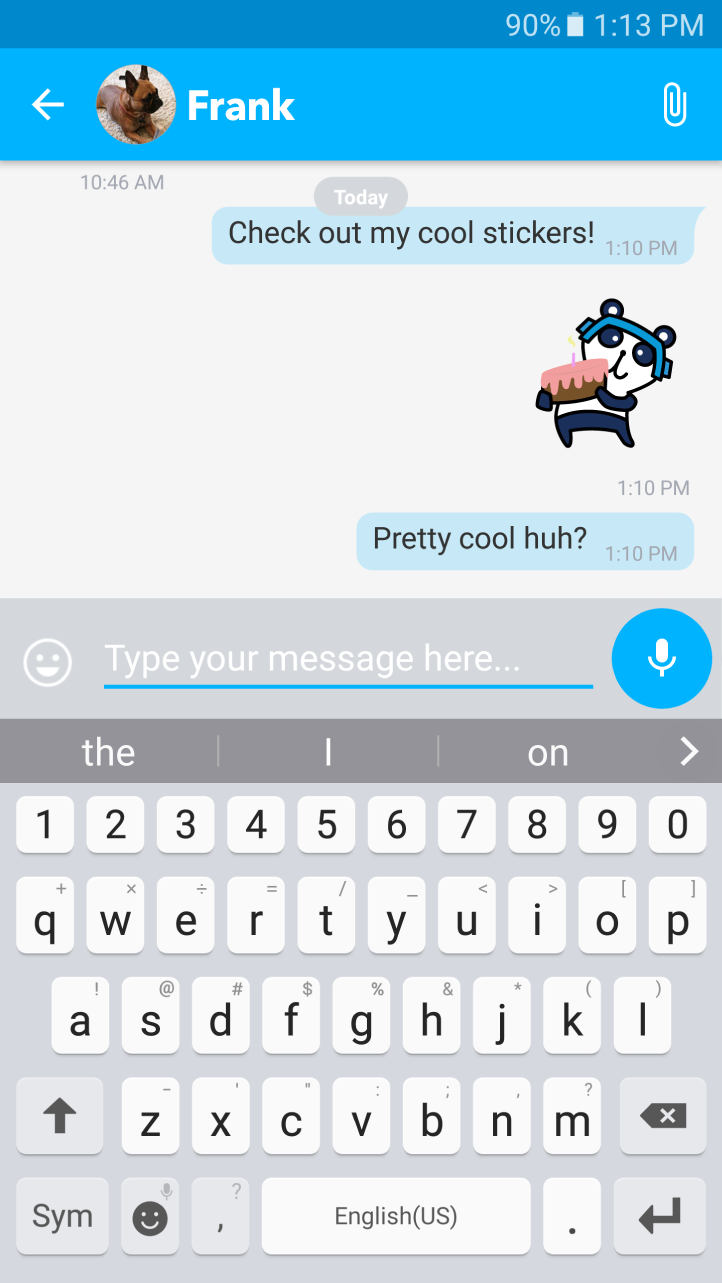 90% 1:13 PM
Frank
10:46 AM
Today
Check out my cool stickers! 1:10 PM
1:10 PM
Pretty cool huh? 1:10 PM
Type your message here...
the I on
1 2 3 4 5 6 7 8 9 0
+ × ÷ = / _ < > [ ]
q w e r t y u i o p
! @ # $ % & * ( )
a s d f g h j k l
- ' " : ; , ?
z x c v b n m
?
Sym , English(US) .